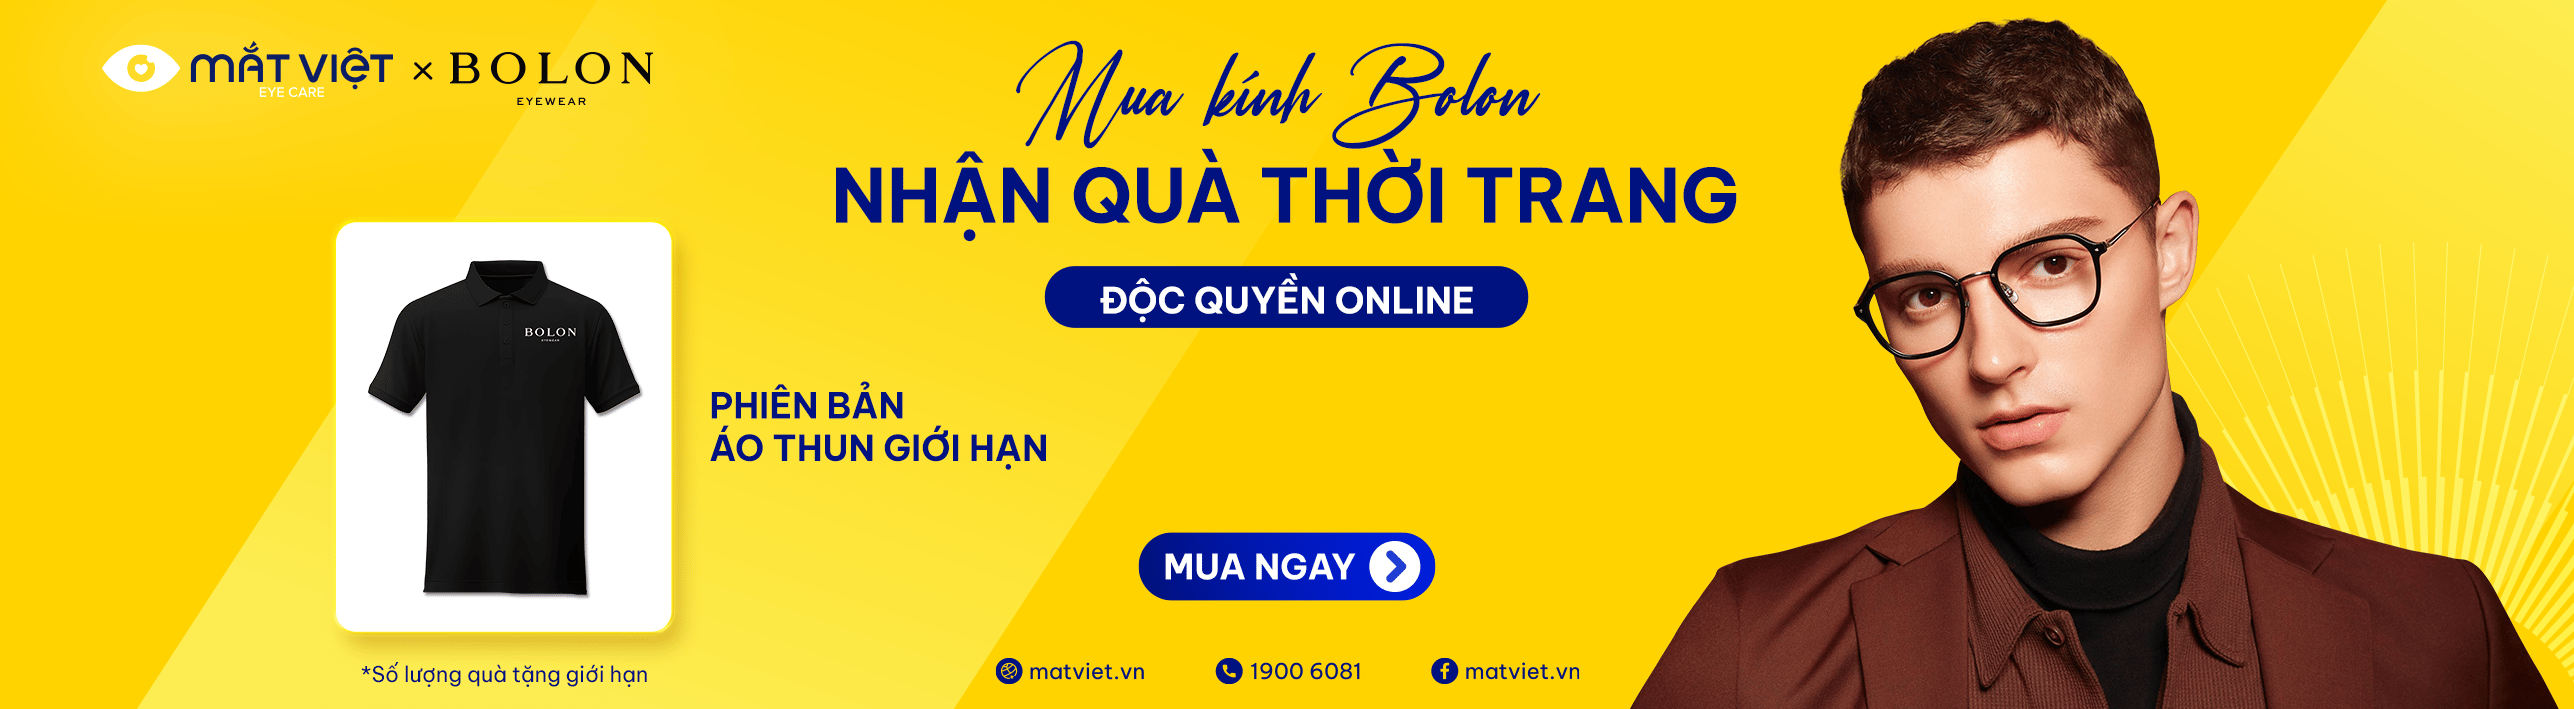 MẮT VIỆT × BOLON
EYE CARE
EYEWEAR
Mua kính Bolon
NHẬN QUÀ THỜI TRANG
ĐỘC QUYỀN ONLINE
BOLON
EYEWEAR
PHIÊN BẢN
ÁO THUN GIỚI HẠN
MUA NGAY
*Số lượng quà tặng giới hạn
matviet.vn
1900 6081
matviet.vn